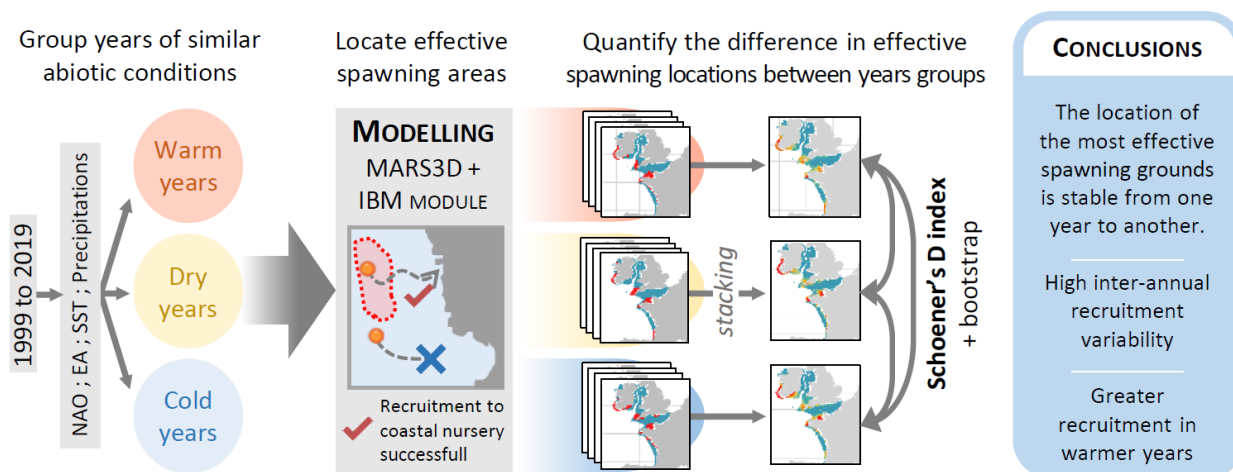 Group years of similar
abiotic conditions
1999 to 2019
NAO ; EA ; SST ; Precipitations
Warm
years
Dry
years
Cold
years
Locate effective
spawning areas
MODELLING
MARS3D +
IBM MODULE
Recruitment to
coastal nursery
successfull
Quantify the difference in effective
spawning locations between years groups
stacking
Schoener's D index
+ bootstrap
CONCLUSIONS
The location of
the most effective
spawning grounds
is stable from one
year to another.
High inter-annual
recruitment
variability
Greater
recruitment in
warmer years